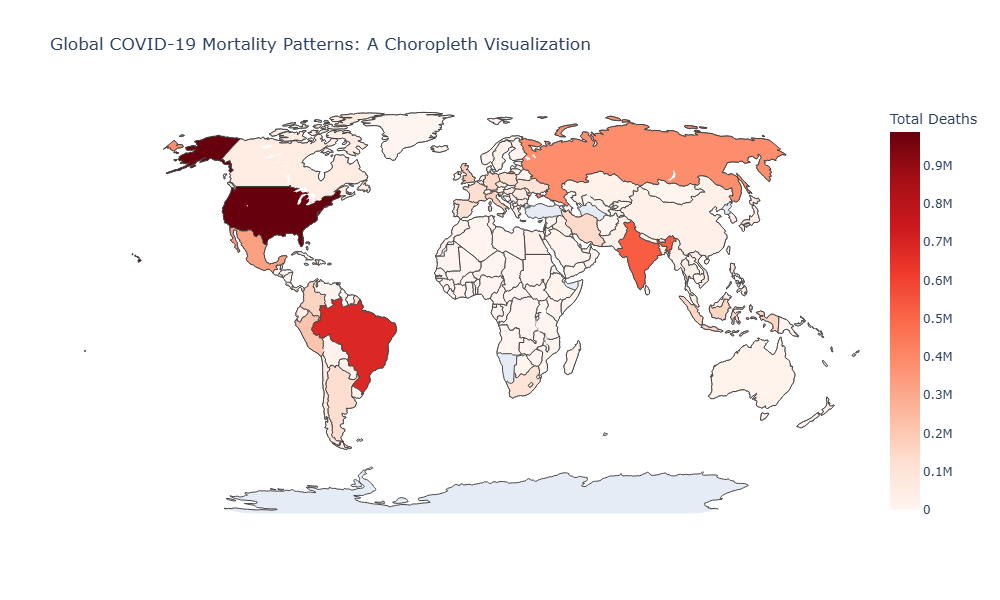 Global COVID-19 Mortality Patterns: A Choropleth Visualization
Total Deaths
0.9M
0.8M
0.7M
0.6M
0.5M
0.4M
0.3M
0.2M
0.1M
0